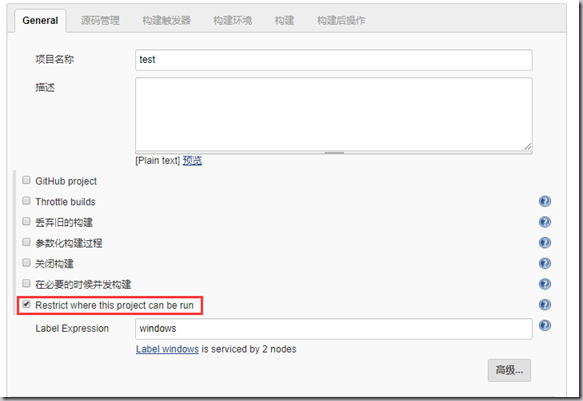 General 源码管理 构建触发器 构建环境 构建 构建后操作
项目名称 test
描述
[Plain text] 预览
GitHub project
Throttle builds
丢弃旧的构建
参数化构建过程
关闭构建
在必要的时候并发构建
Restrict where this project can be run
Label Expression windows
Label windows is serviced by 2 nodes
高级...